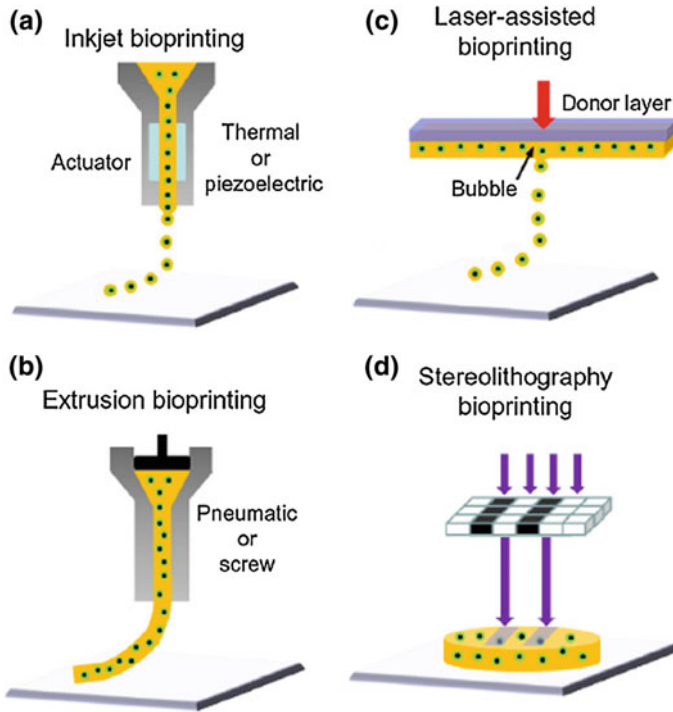 (a)
Inkjet bioprinting
Actuator
Thermal
or
piezoelectric
(c)
Laser-assisted
bioprinting
Donor layer
Bubble
(b)
Extrusion bioprinting
Pneumatic
or
screw
(d)
Stereolithography
bioprinting